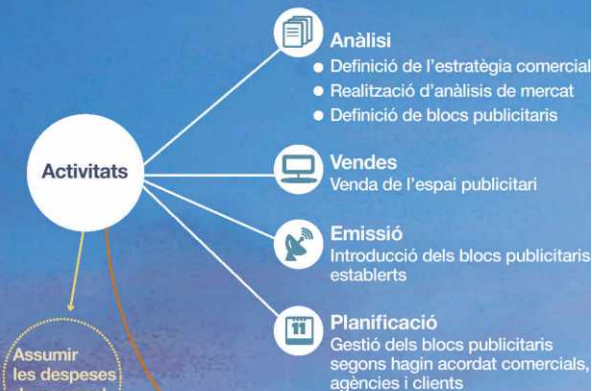 Anàlisi
• Definició de l'estratègia comercial
• Realització d'anàlisis de mercat
• Definició de blocs publicitaris
Activitats
Vendes
Venda de l'espai publicitari
Emissió
Introducció dels blocs publicitaris
establerts
Planificació
Gestió dels blocs publicitaris
segons hagin acordat comercials,
agències i clients
11
Assumir
les despeses